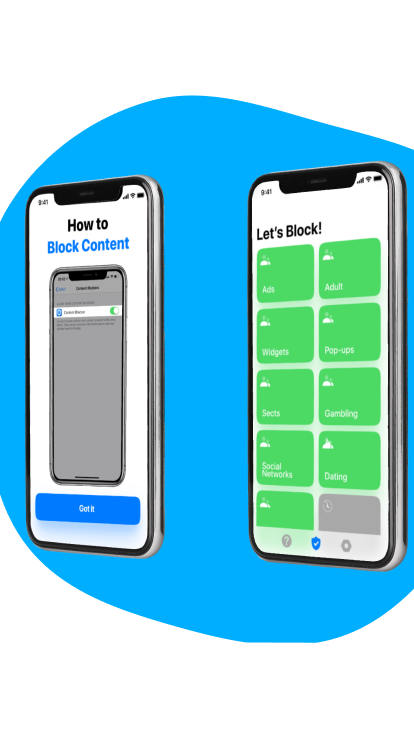 9:41
How to
Block Content
Content Blockers
Content Blocker
Got it
9:41
Let's Block!
Ads
Adult
Widgets
Pop-ups
Sects
Gambling
Social
Networks
Dating